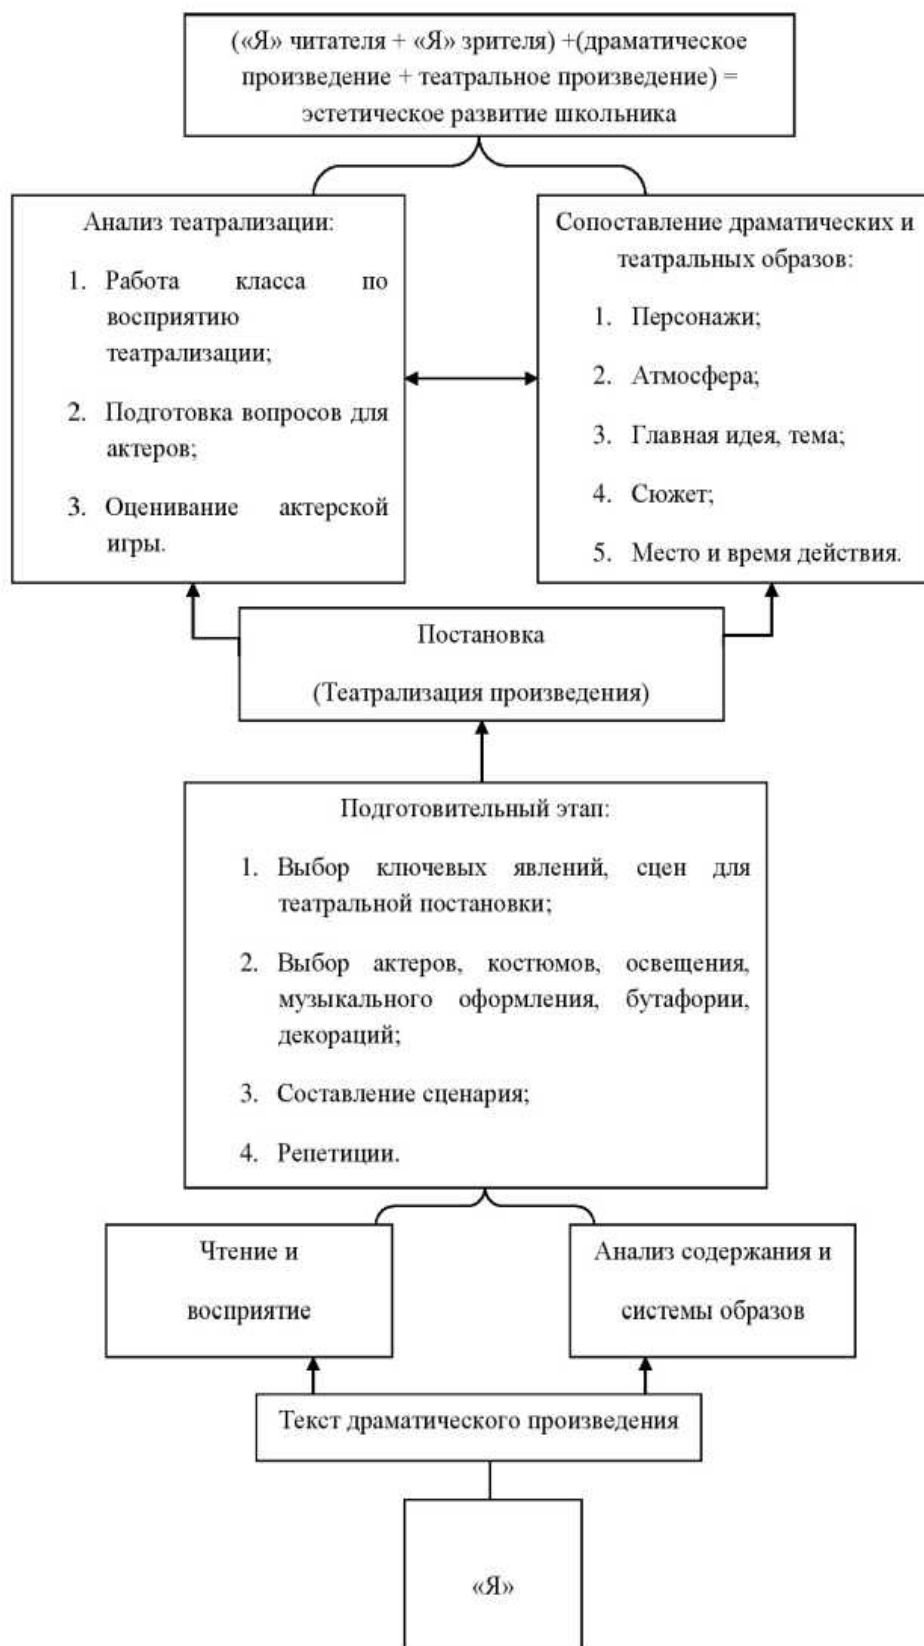 («Я» читателя + «Я» зрителя) +(драматическое
произведение + театральное произведение) =
эстетическое развитие школьника
Анализ театрализации:
1. Работа класса по
восприятию
театрализации;
2. Подготовка вопросов для
актеров;
3. Оценивание актерской
игры.
Сопоставление драматических и
театральных образов:
1. Персонажи;
2. Атмосфера;
3. Главная идея, тема;
4. Сюжет;
5. Место и время действия.
Постановка
(Театрализация произведения)
Подготовительный этап:
1. Выбор ключевых явлений, сцен для
театральной постановки;
2. Выбор актеров, костюмов, освещения,
музыкального оформления, бутафории,
декораций;
3. Составление сценария;
4. Репетиции.
Чтение и
восприятие
Анализ содержания и
системы образов
Текст драматического произведения
«Я»